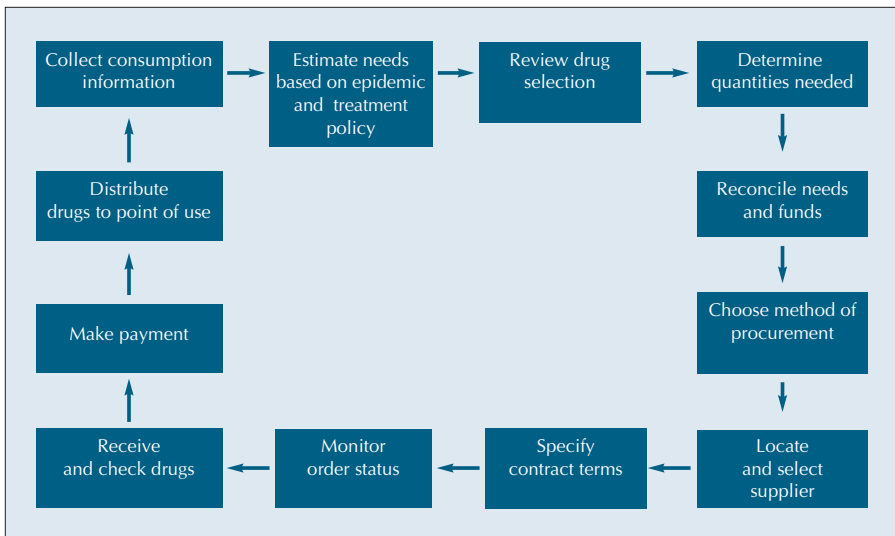 Collect consumption
information
Estimate needs
based on epidemic
and treatment
policy
Review drug
selection
Determine
quantities needed
Reconcile needs
and funds
Choose method of
procurement
Locate
and select
supplier
Specify
contract terms
Monitor
order status
Receive
and check drugs
Make payment
Distribute
drugs to point of use